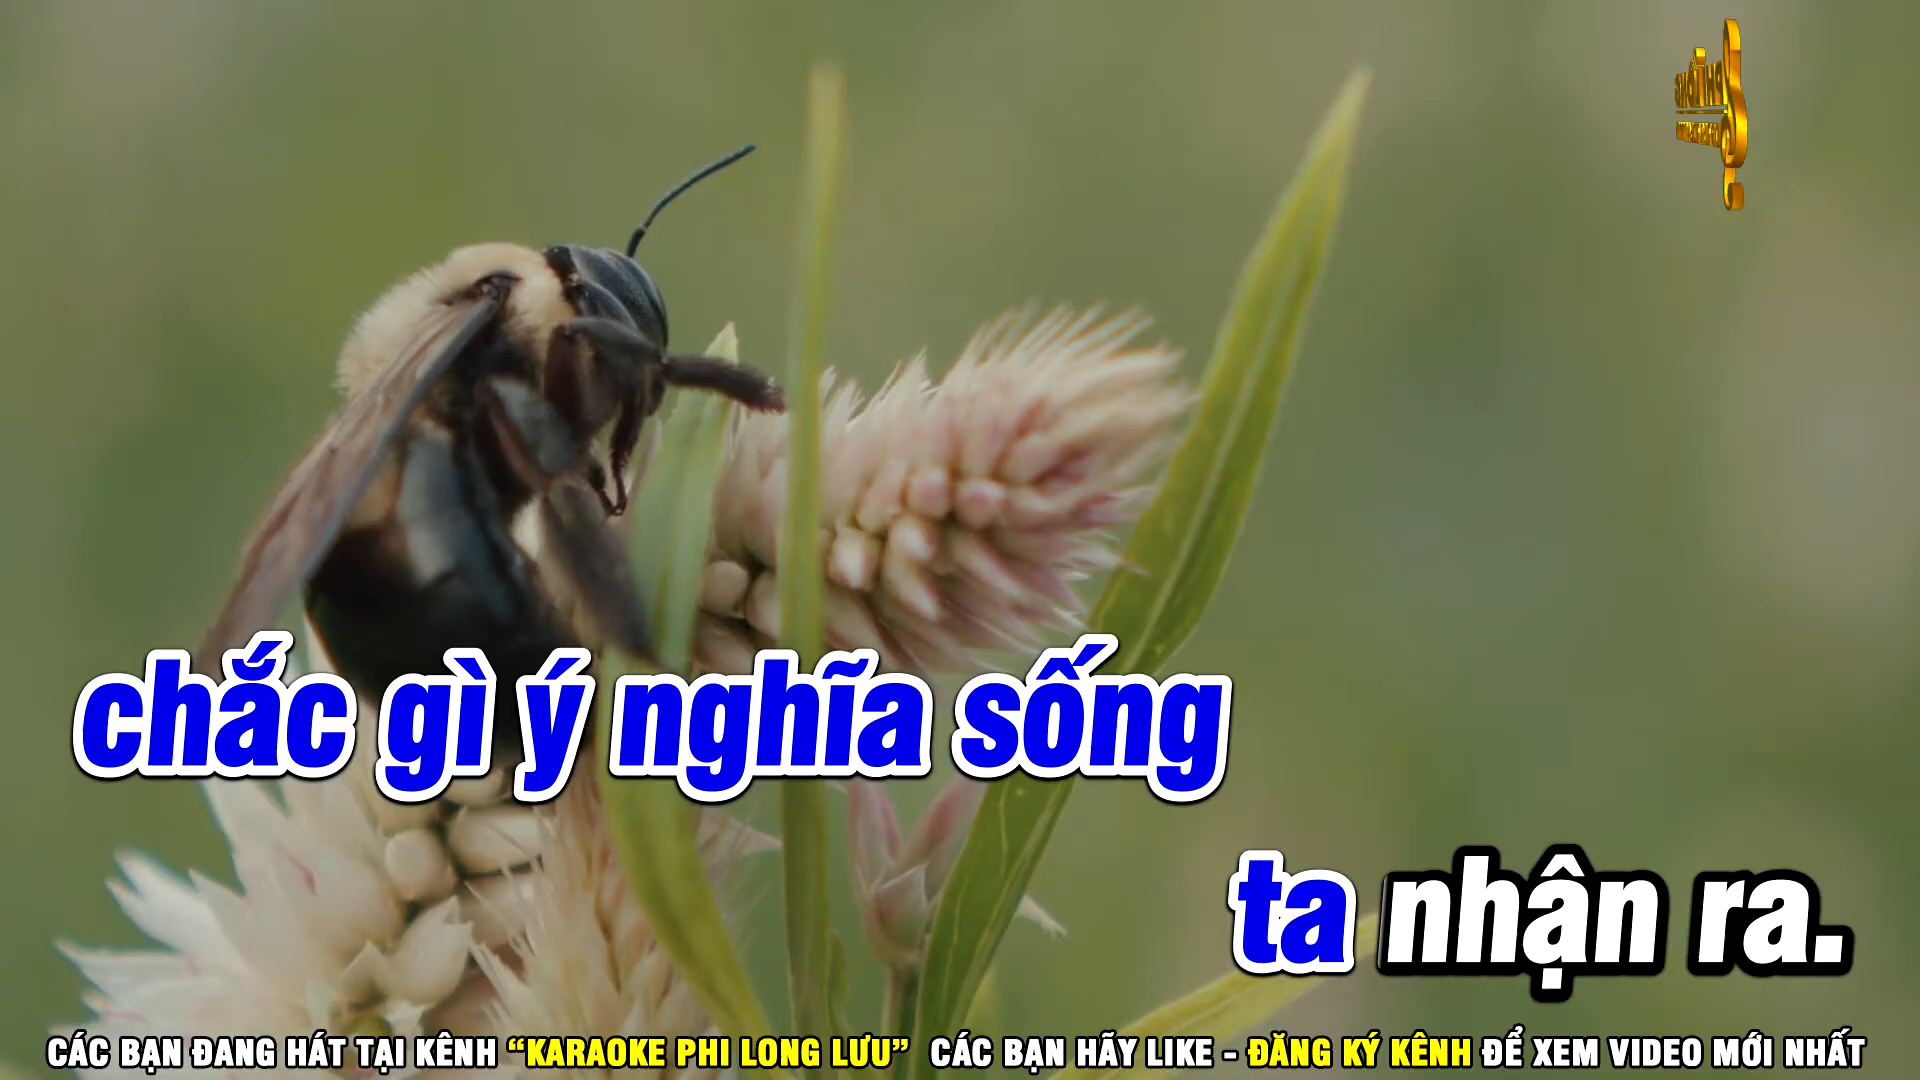 chắc gì ý nghĩa sống
ta nhận ra.
CÁC BẠN ĐANG HÁT TẠI KÊNH “KARAOKE PHI LONG LƯU” CÁC BẠN HÃY LIKE - ĐĂNG KÝ KÊNH ĐỂ XEM VIDEO MỚI NHẤT